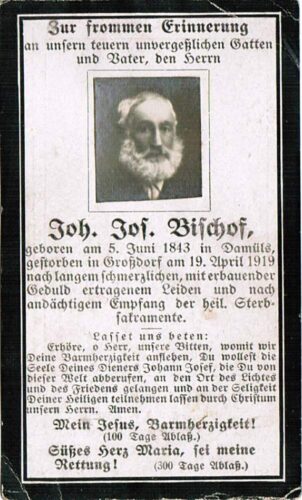 Zur frommen Erinnerung
an unsern teuern unvergeßlichen Gatten
und Vater, den Herrn
Joh. Jos. Bischof,
geboren am 5. Juni 1843 in Damüls,
gestorben in Großdorf am 19. April 1919
nach langem schmerzlichen, mit erbauender
Geduld ertragenem Leiden und nach
andächtigem Empfang der heil. Sterb-
sakramente.
Lasset uns beten:
Erhöre, o Herr, unsere Bitten, womit wir
Deine Barmherzigkeit anflehen, Du wollest die
Seele Deines Dieners Johann Josef, die Du von
dieser Welt abberufen, an den Ort des Lichtes
und des Friedens gelangen und an der Seligkeit
Deiner Heiligen teilnehmen lassen durch Christum
unsern Herrn. Amen.
Mein Jesus, Barmherzigkeit!
(100 Tage Ablaß.)
Süßes Herz Maria, sei meine
Rettung! (300 Tage Ablaß.)